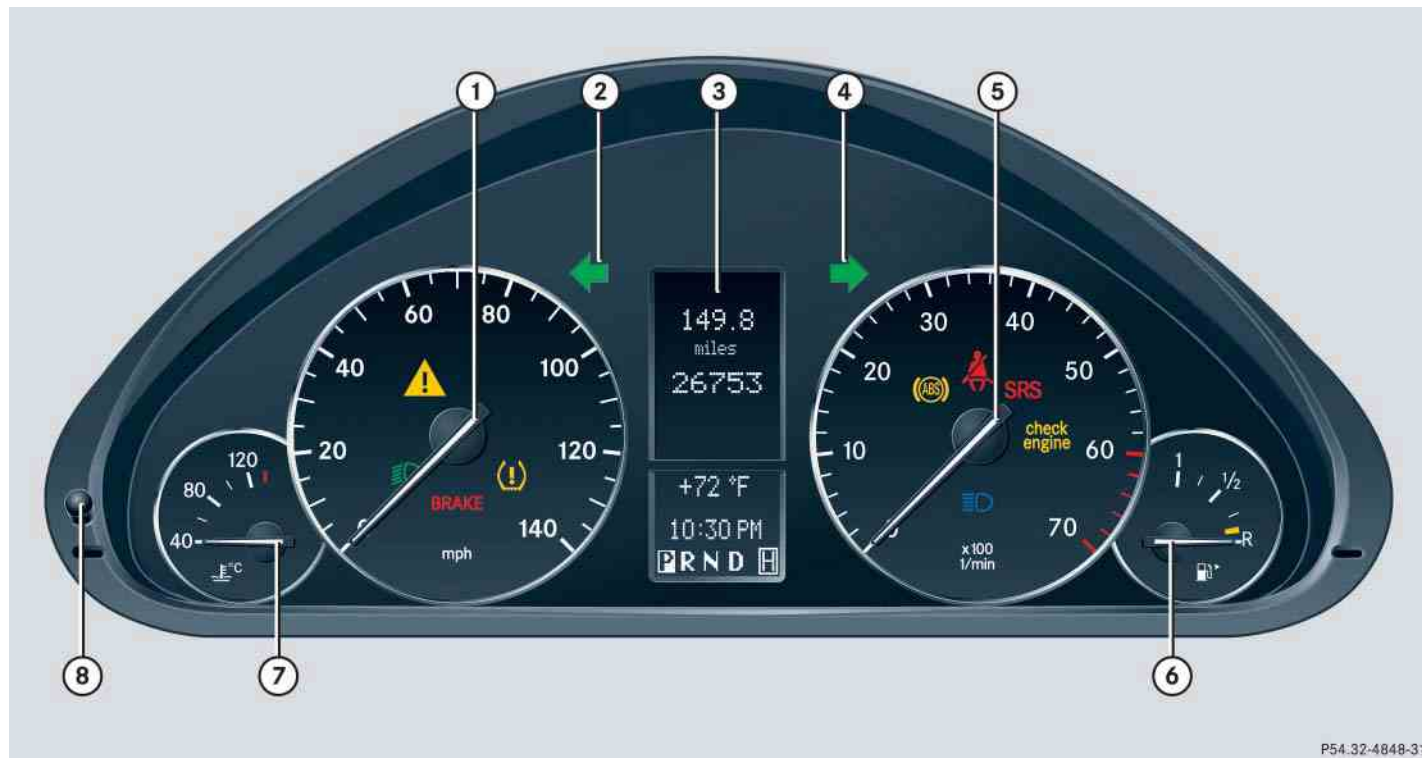 1 2 3 4 5
60 80
149.8
miles
26753
30 40
40 100
20 50
ABS
SRS
check
engine
120
80
40
°C
20 120
BRAKE
0 140
mph
+72 °F
10:30 PM
P R N D H
10 60
0 70
x100
1/min
1 ½
R
8 7 6
P54.32-4848-31